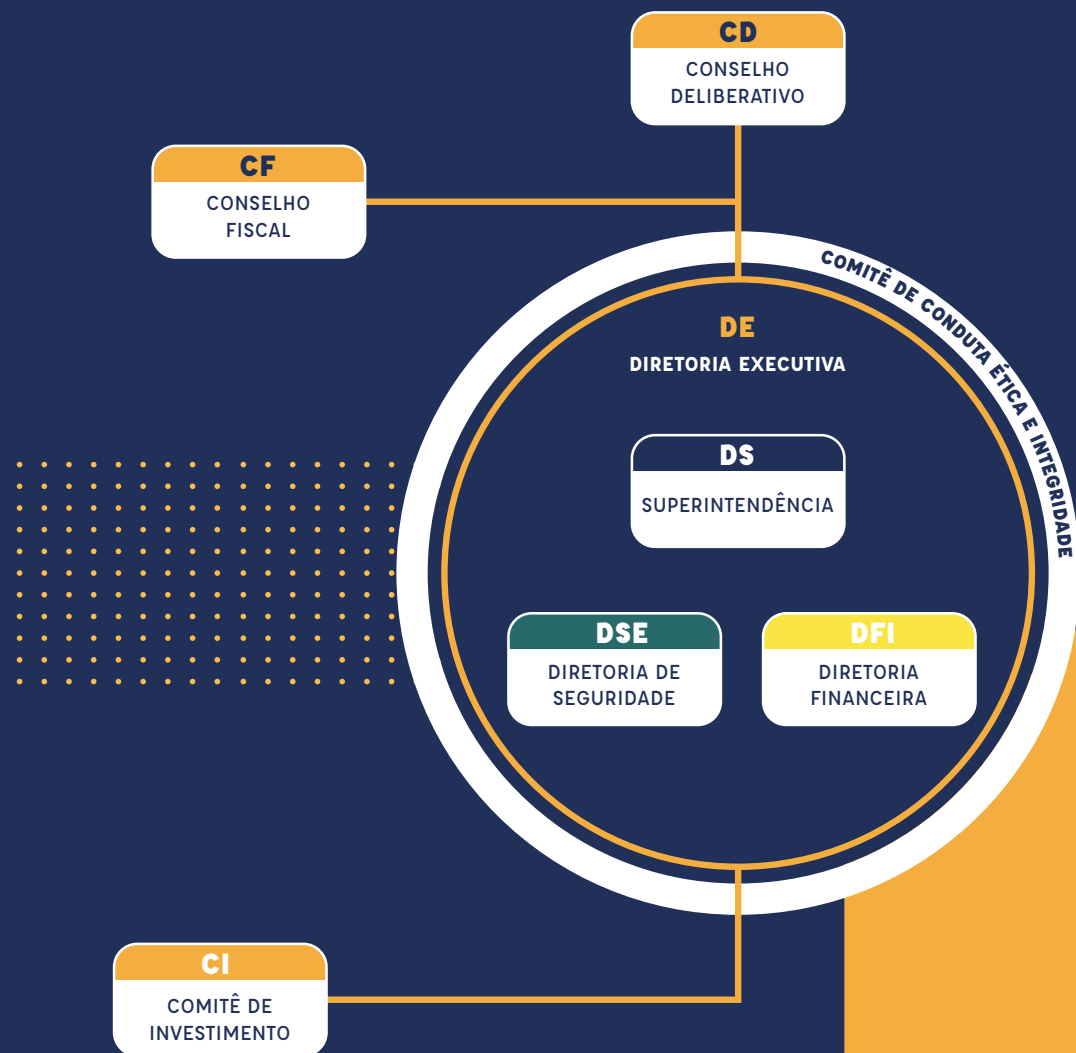 CD
CONSELHO
DELIBERATIVO
CF
CONSELHO
FISCAL
COMITÊ DE CONDUTA ÉTICA E INTEGRIDADE
DE
DIRETORIA EXECUTIVA
DS
SUPERINTENDÊNCIA
DSE
DIRETORIA DE
SEGURIDADE
DFI
DIRETORIA
FINANCEIRA
CI
COMITÊ DE
INVESTIMENTO